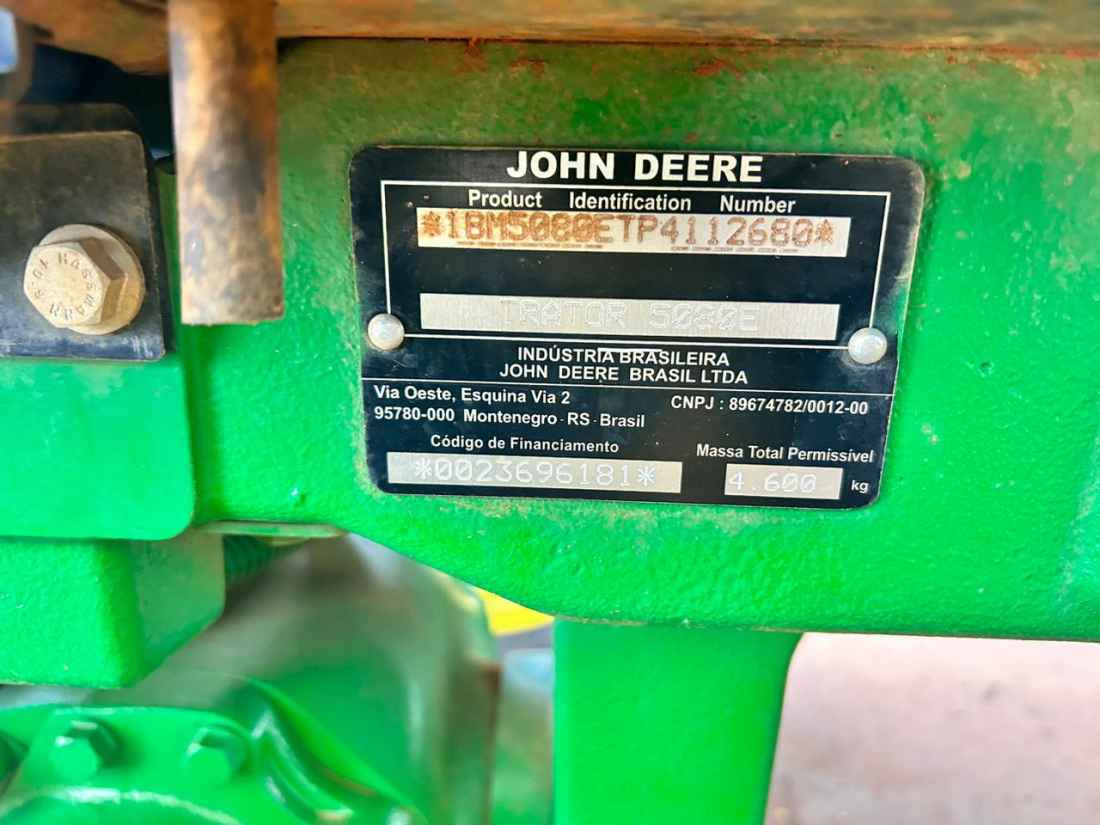 JOHN DEERE
Product Identification Number
*1BM5080ETP4112680*
TRATOR 5080E
INDÚSTRIA BRASILEIRA
JOHN DEERE BRASIL LTDA
Via Oeste, Esquina Via 2
95780-000 Montenegro - RS - Brasil
CNPJ : 89674782/0012-00
Código de Financiamento
*0023696181*
Massa Total Permissível
4.600 kg